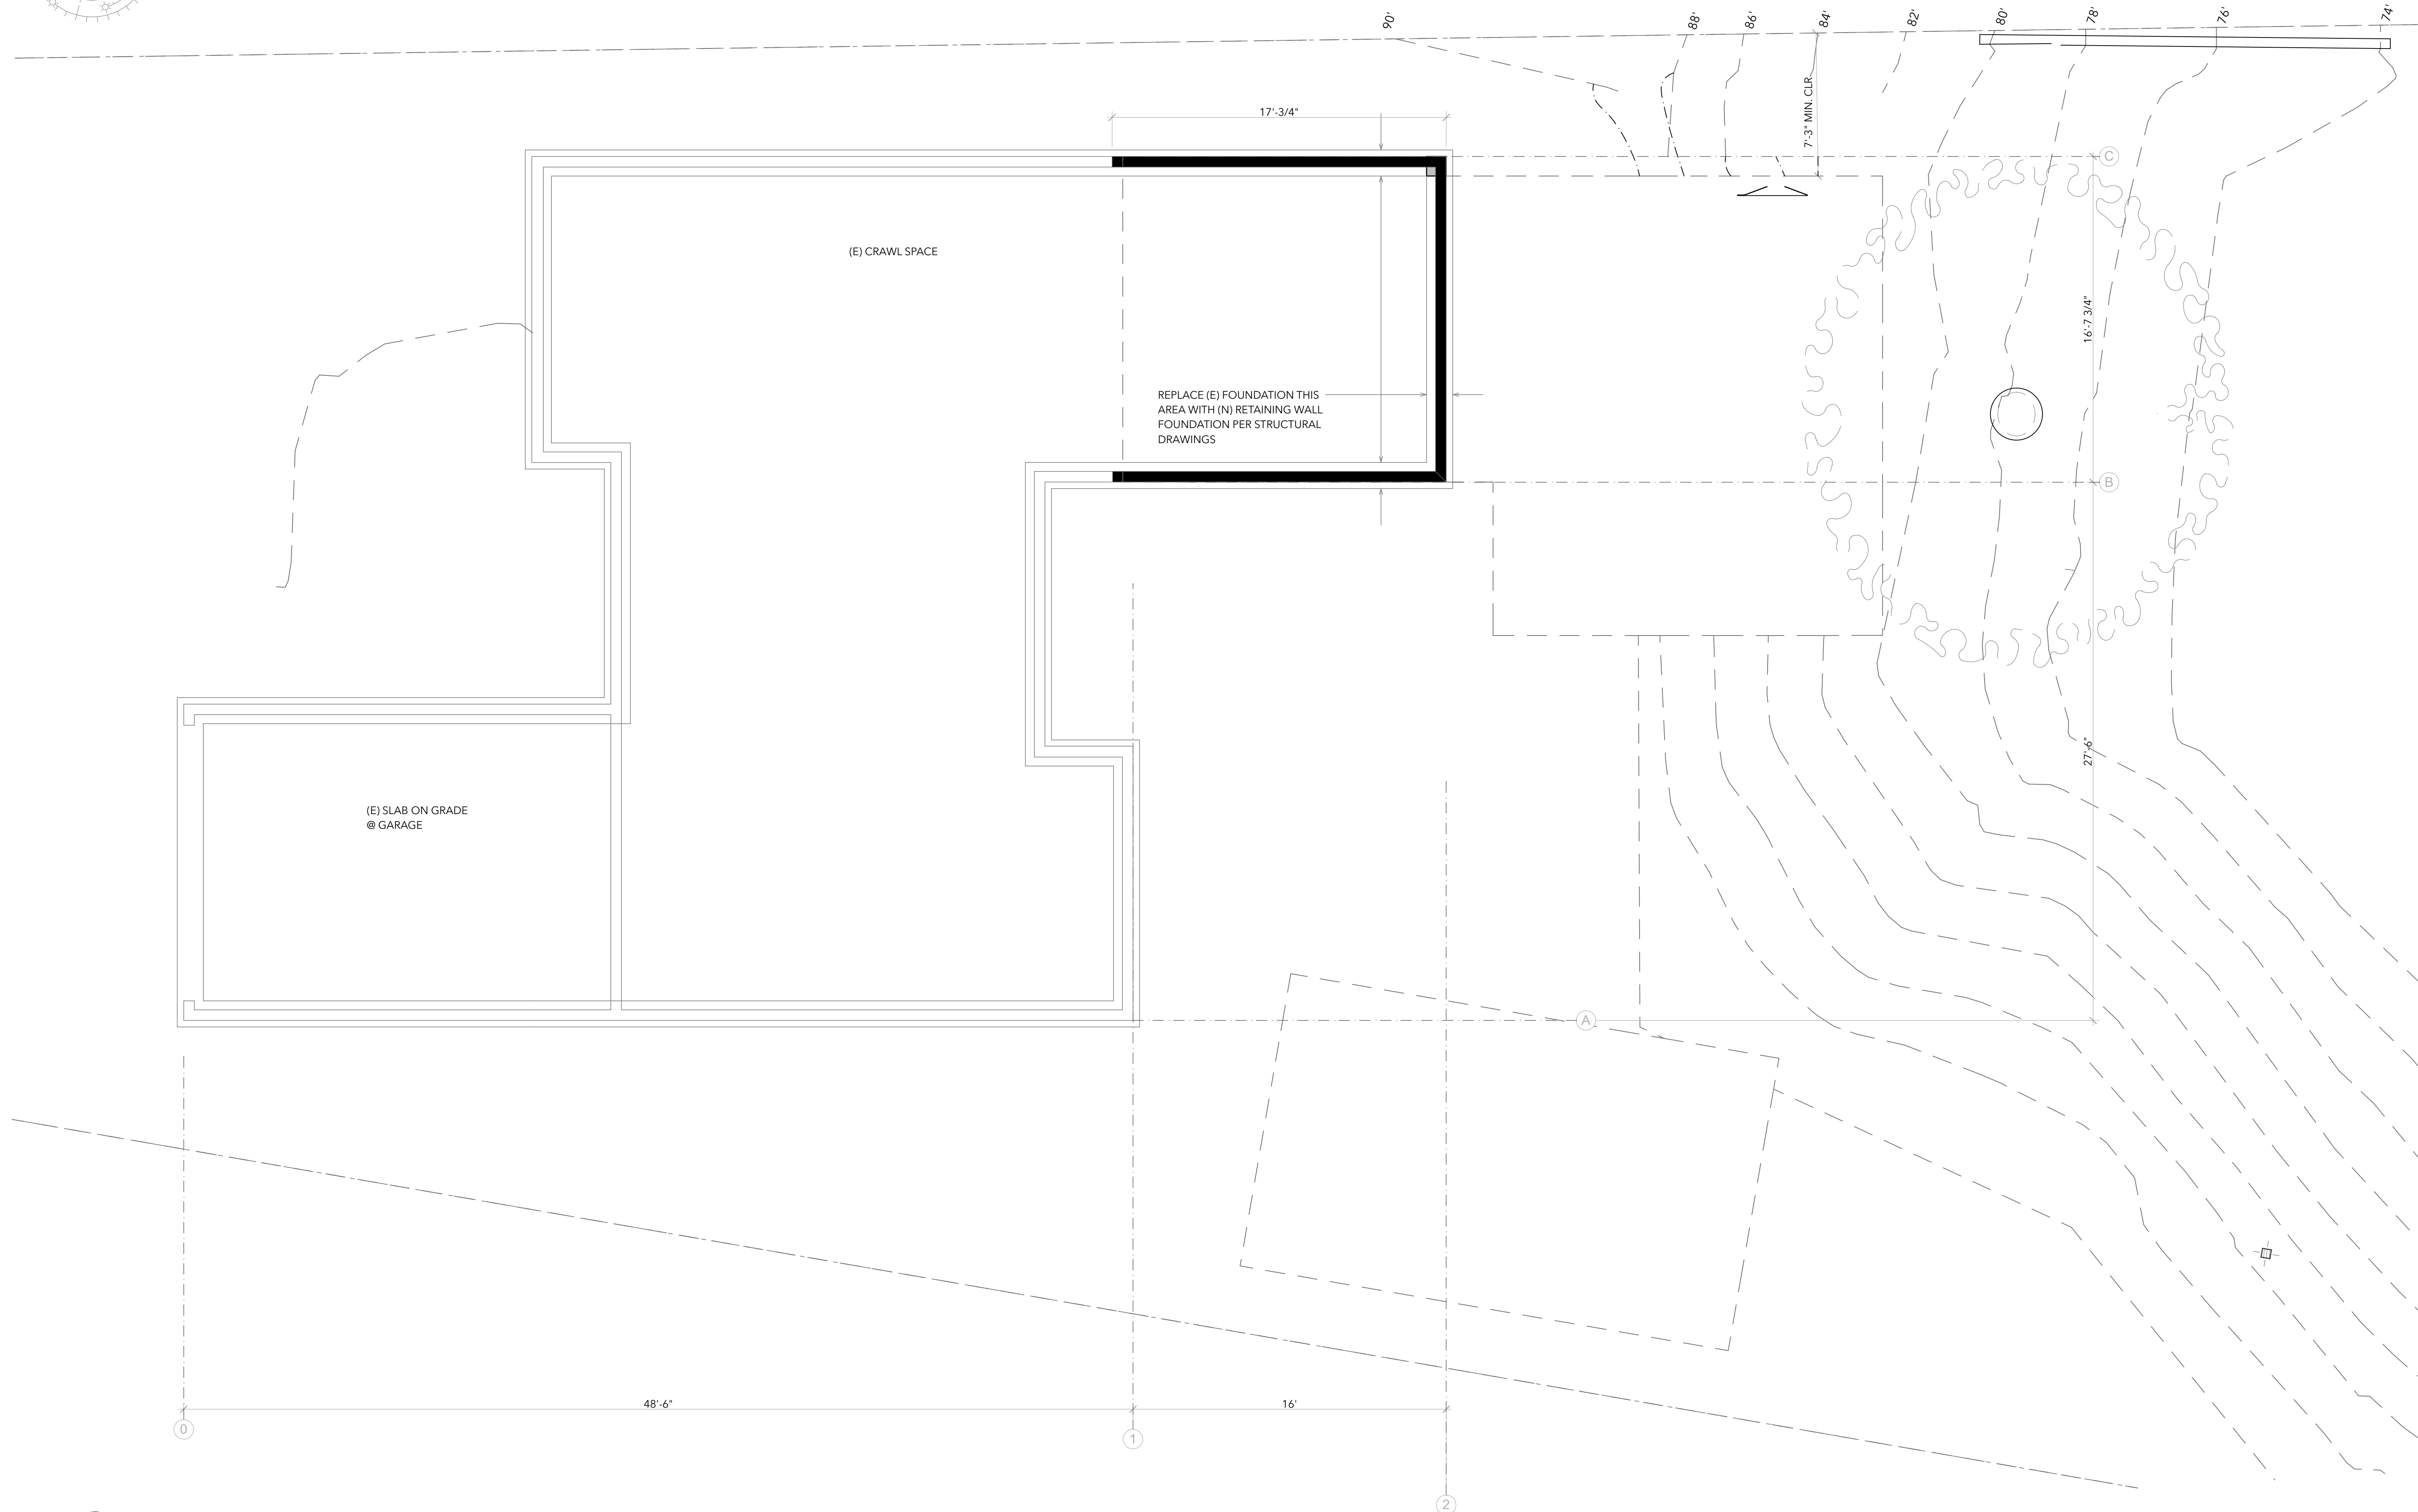 90'
88'
86'
84'
82'
80'
78'
76'
74'
17'-3/4"
7'-3" MIN. CLR.
C
(E) CRAWL SPACE
16'-7 3/4"
REPLACE (E) FOUNDATION THIS
AREA WITH (N) RETAINING WALL
FOUNDATION PER STRUCTURAL
DRAWINGS
B
27'-6"
(E) SLAB ON GRADE
@ GARAGE
A
48'-6"
16'
0
1
2